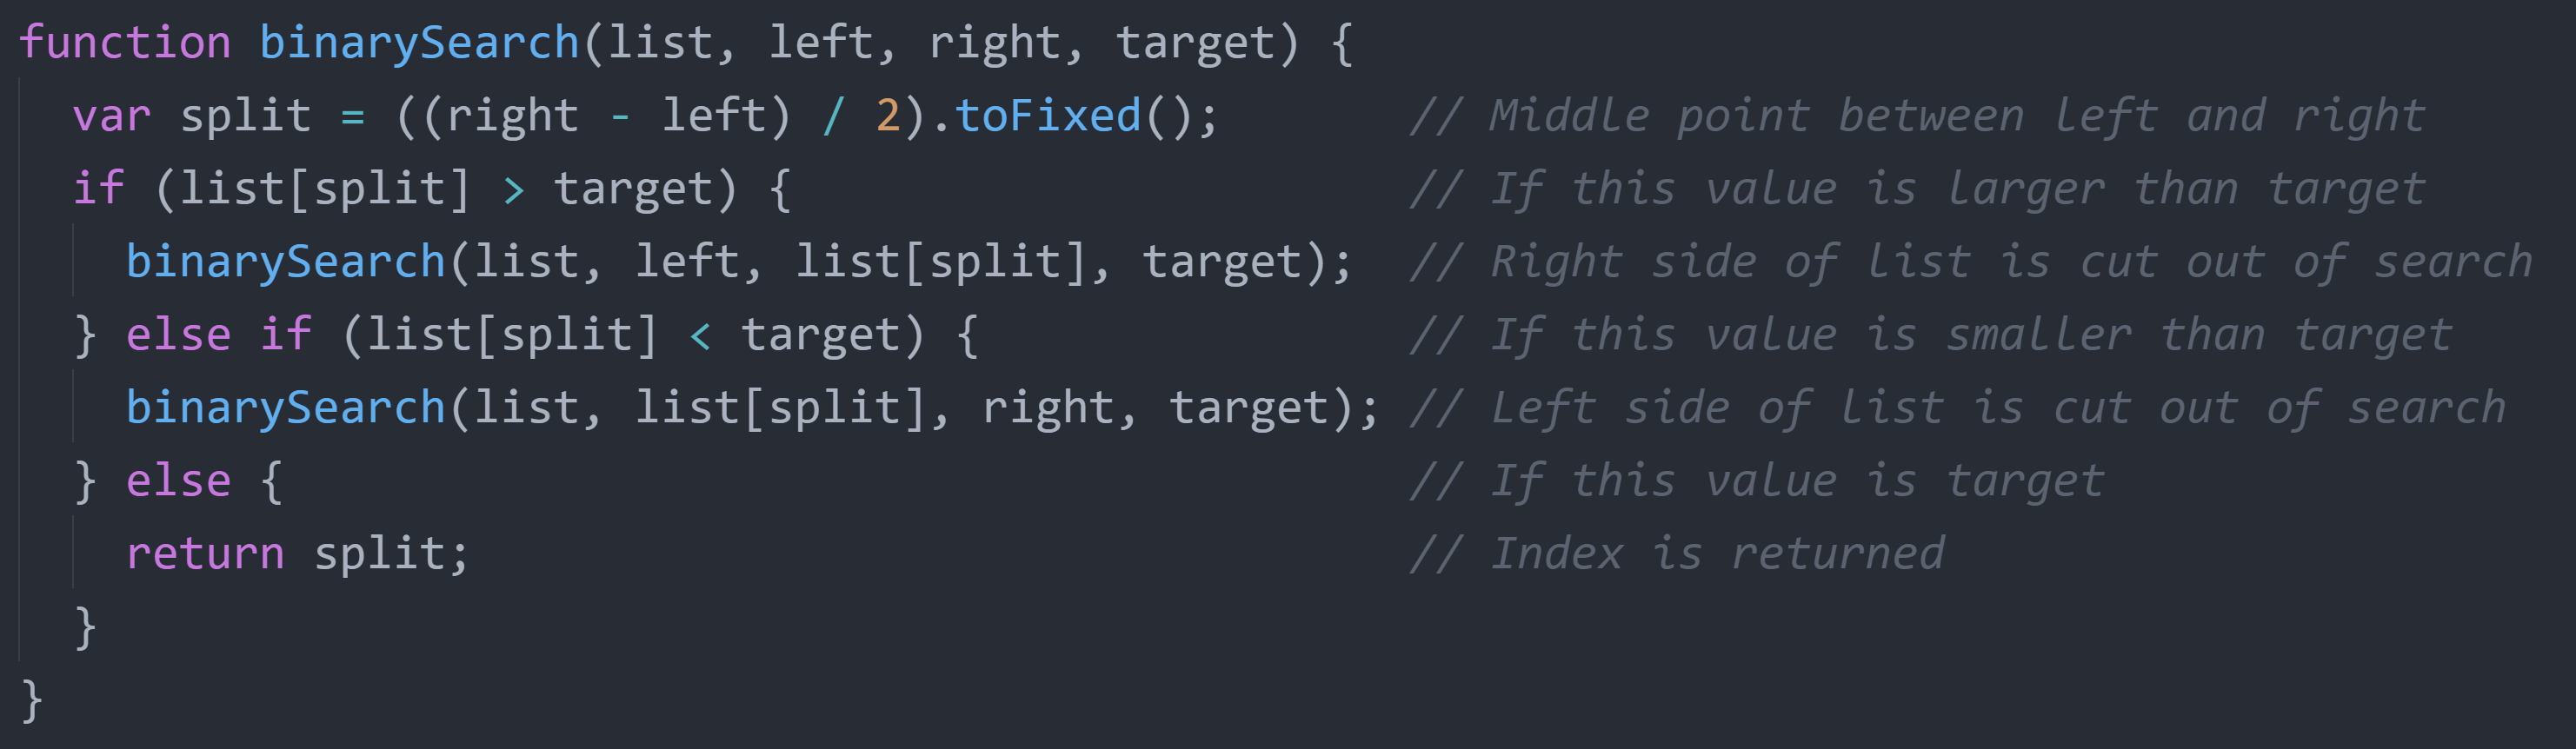 function binarySearch(list, left, right, target) {
  var split = ((right - left) / 2).toFixed();       // Middle point between left and right
  if (list[split] > target) {                       // If this value is larger than target
    binarySearch(list, left, list[split], target);  // Right side of list is cut out of search
  } else if (list[split] < target) {                // If this value is smaller than target
    binarySearch(list, list[split], right, target); // Left side of list is cut out of search
  } else {                                          // If this value is target
    return split;                                   // Index is returned
  }
}